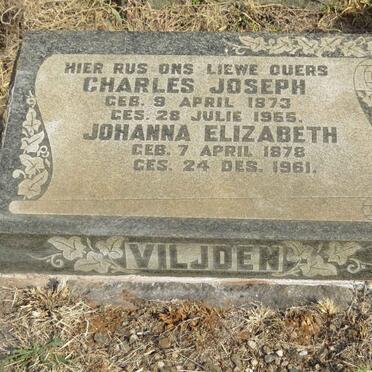 HIER RUS ONS LIEWE OUERS
CHARLES JOSEPH
GEB. 9 APRIL 1873
GES. 28 JULIE 1955.
JOHANNA ELIZABETH
GEB. 7 APRIL 1878
GES. 24 DES. 1961.
VILJOEN